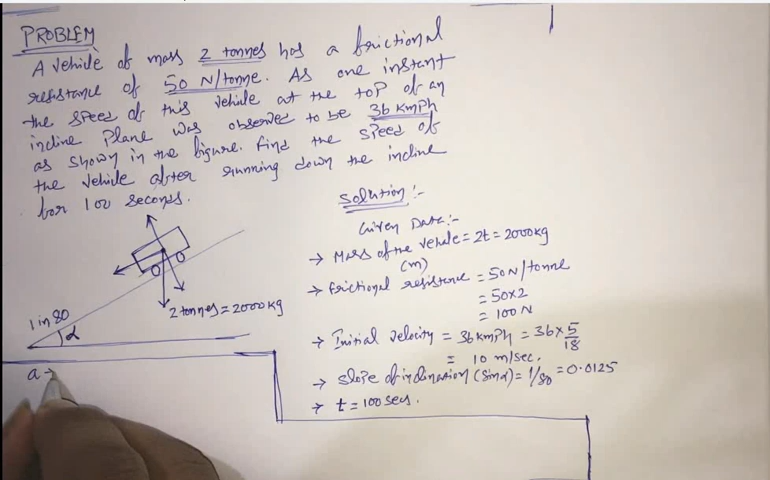 PROBLEM
A vehicle of mass 2 tonnes has a frictional
resistance of 50 N/tonne. As one instant
the speed of this vehicle at the top of an
incline plane was observed to be 36 kmph
as shown in the figure. Find the speed of
the vehicle after running down the incline
for 100 seconds.
2 tonnes = 2000 kg
1 in 80
α
a →
Solution:-
Given Data:-
→ Mass of the vehicle = 2t = 2000kg
(m)
→ frictional resistance = 50N/tonne
= 50×2
= 100 N
→ Initial velocity = 36 kmph = 36 × 5/18
= 10 m/sec.
→ slope of inclination (sinα) = 1/80 = 0.0125
→ t = 100 secs.